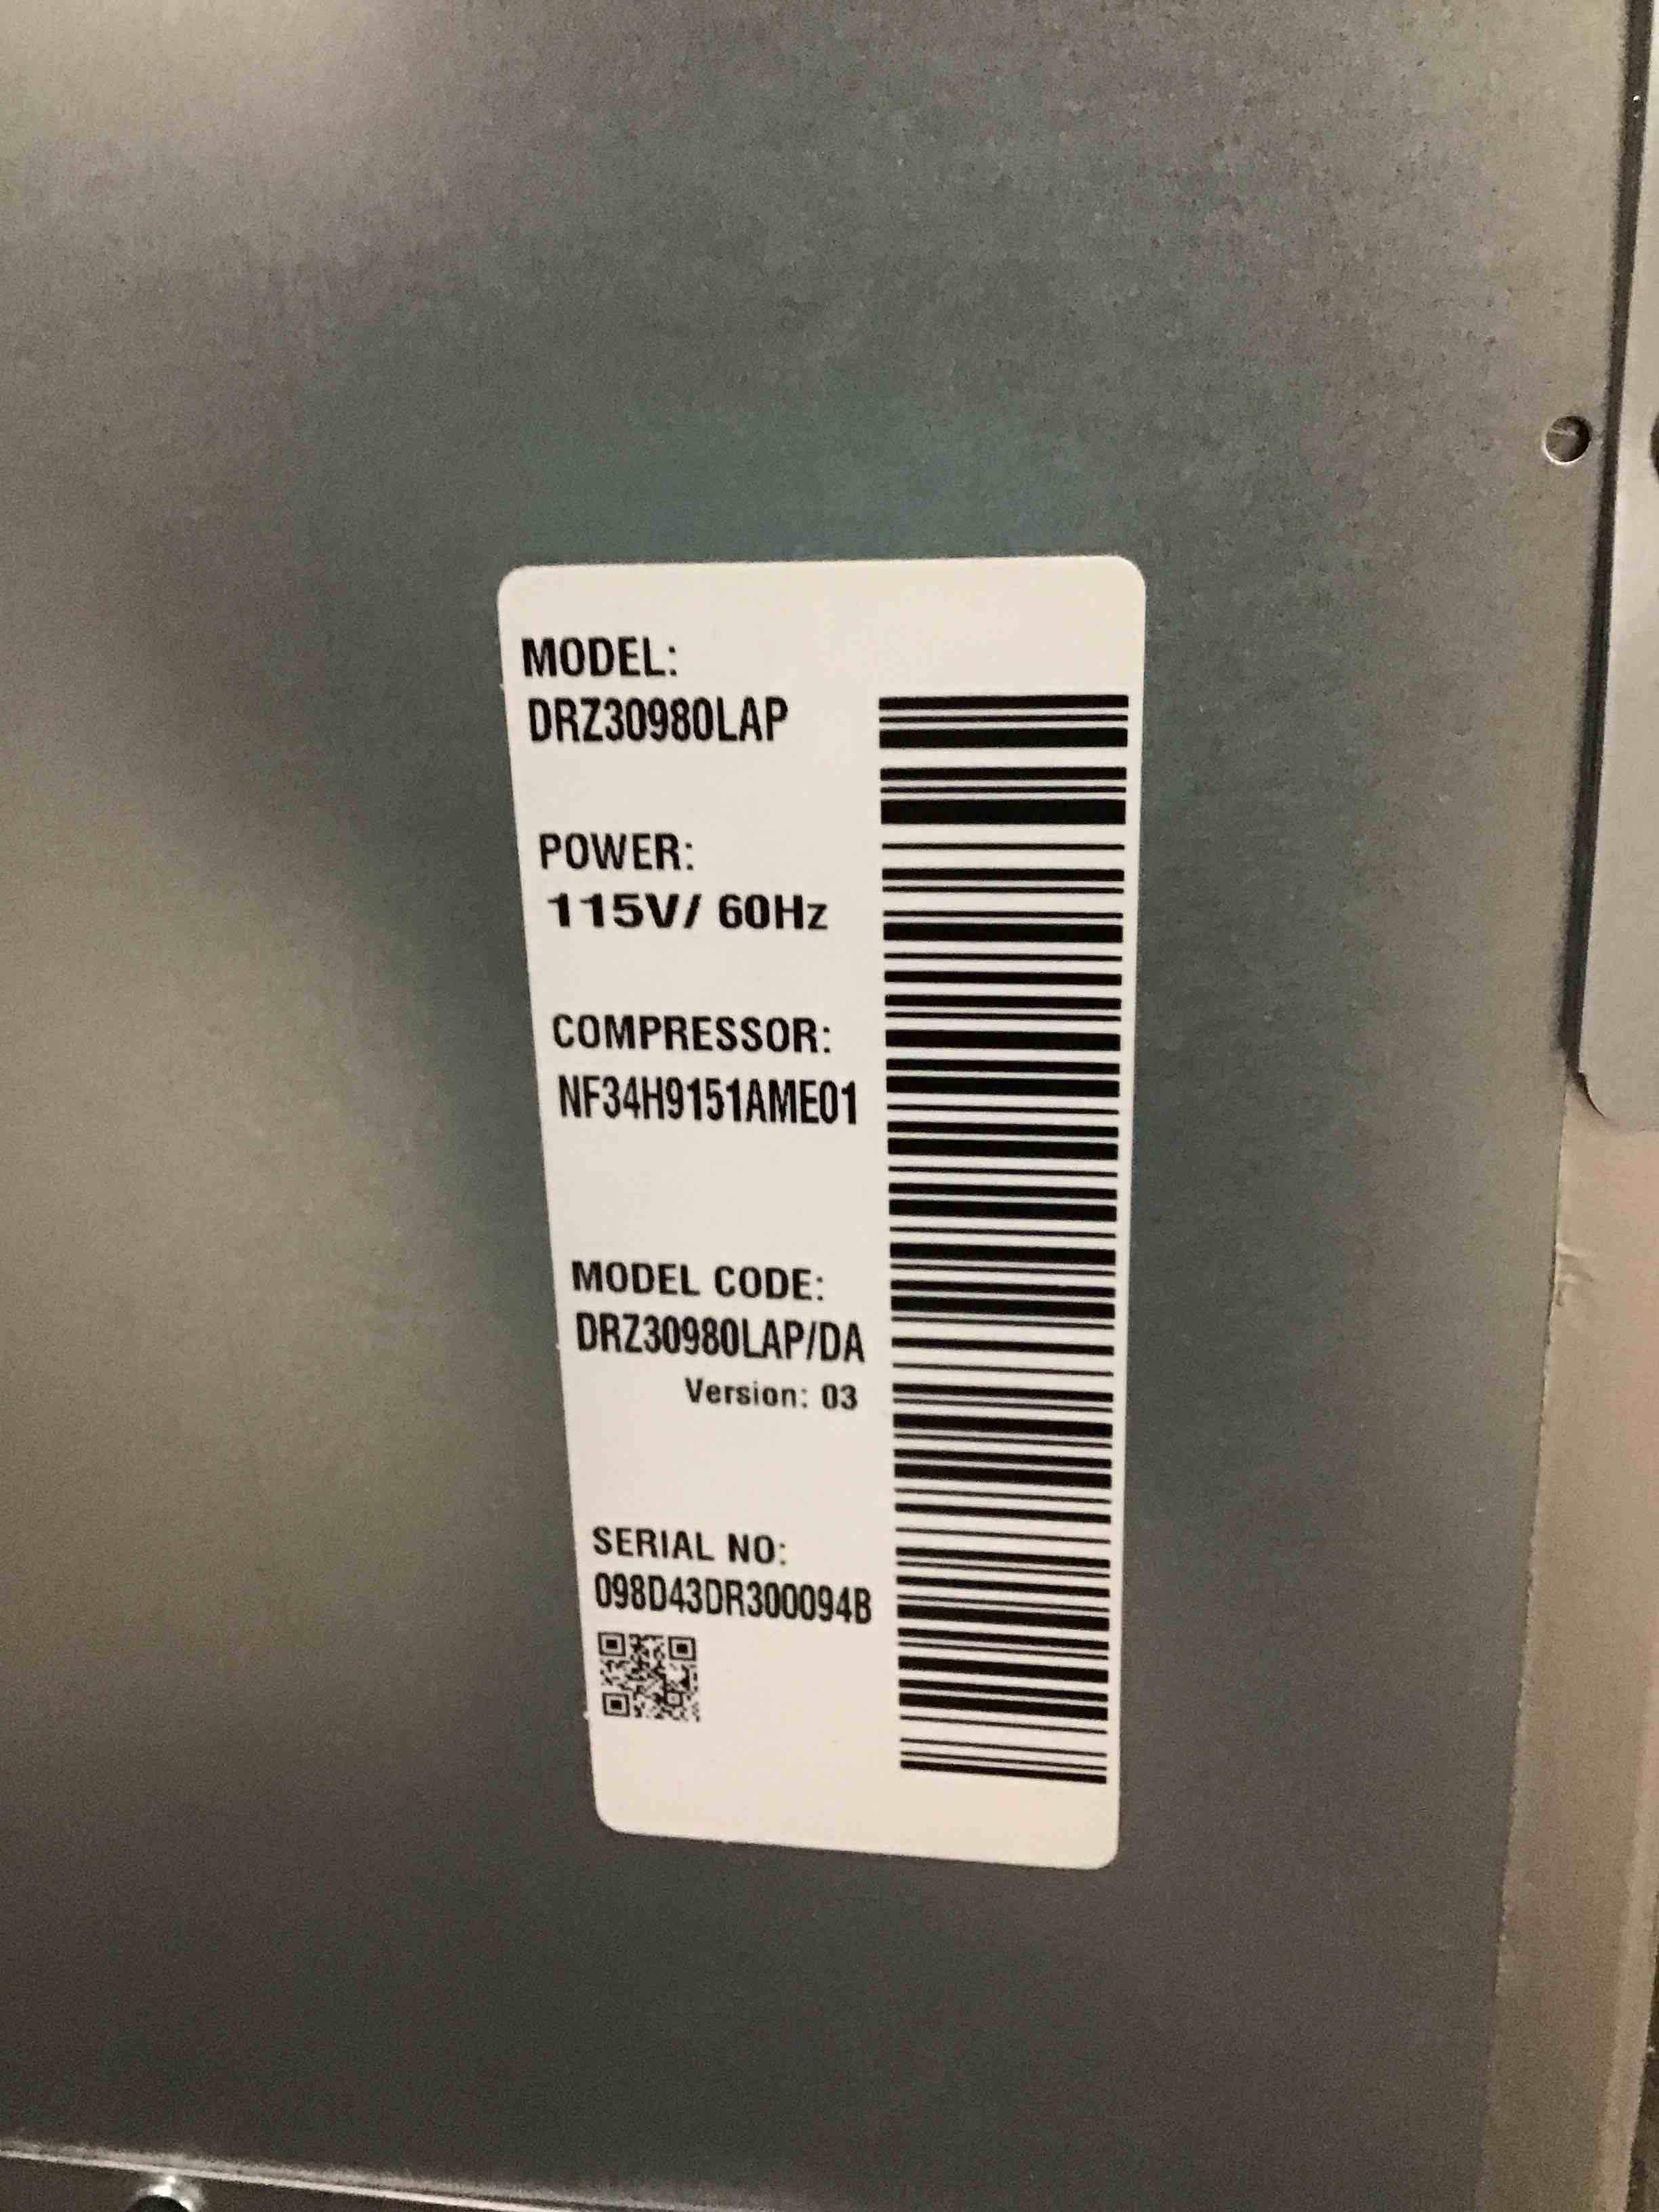 MODEL:
DRZ30980LAP
POWER:
115V/ 60Hz
COMPRESSOR:
NF34H9151AME01
MODEL CODE:
DRZ30980LAP/DA
Version: 03
SERIAL NO:
098D43DR300094B